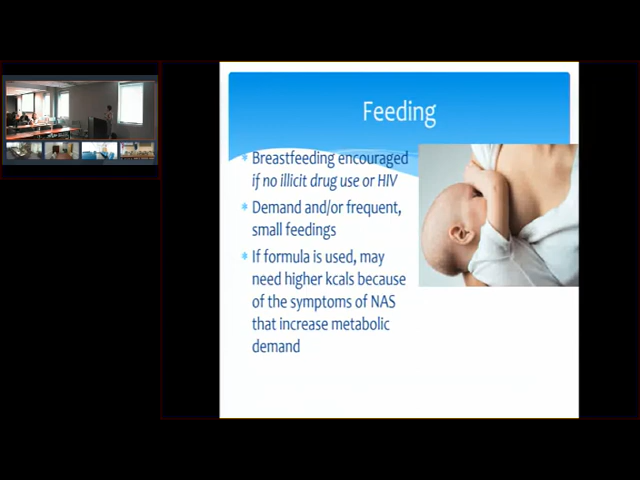 Feeding
Breastfeeding encouraged
if no illicit drug use or HIV
Demand and/or frequent,
small feedings
If formula is used, may
need higher kcals because
of the symptoms of NAS
that increase metabolic
demand